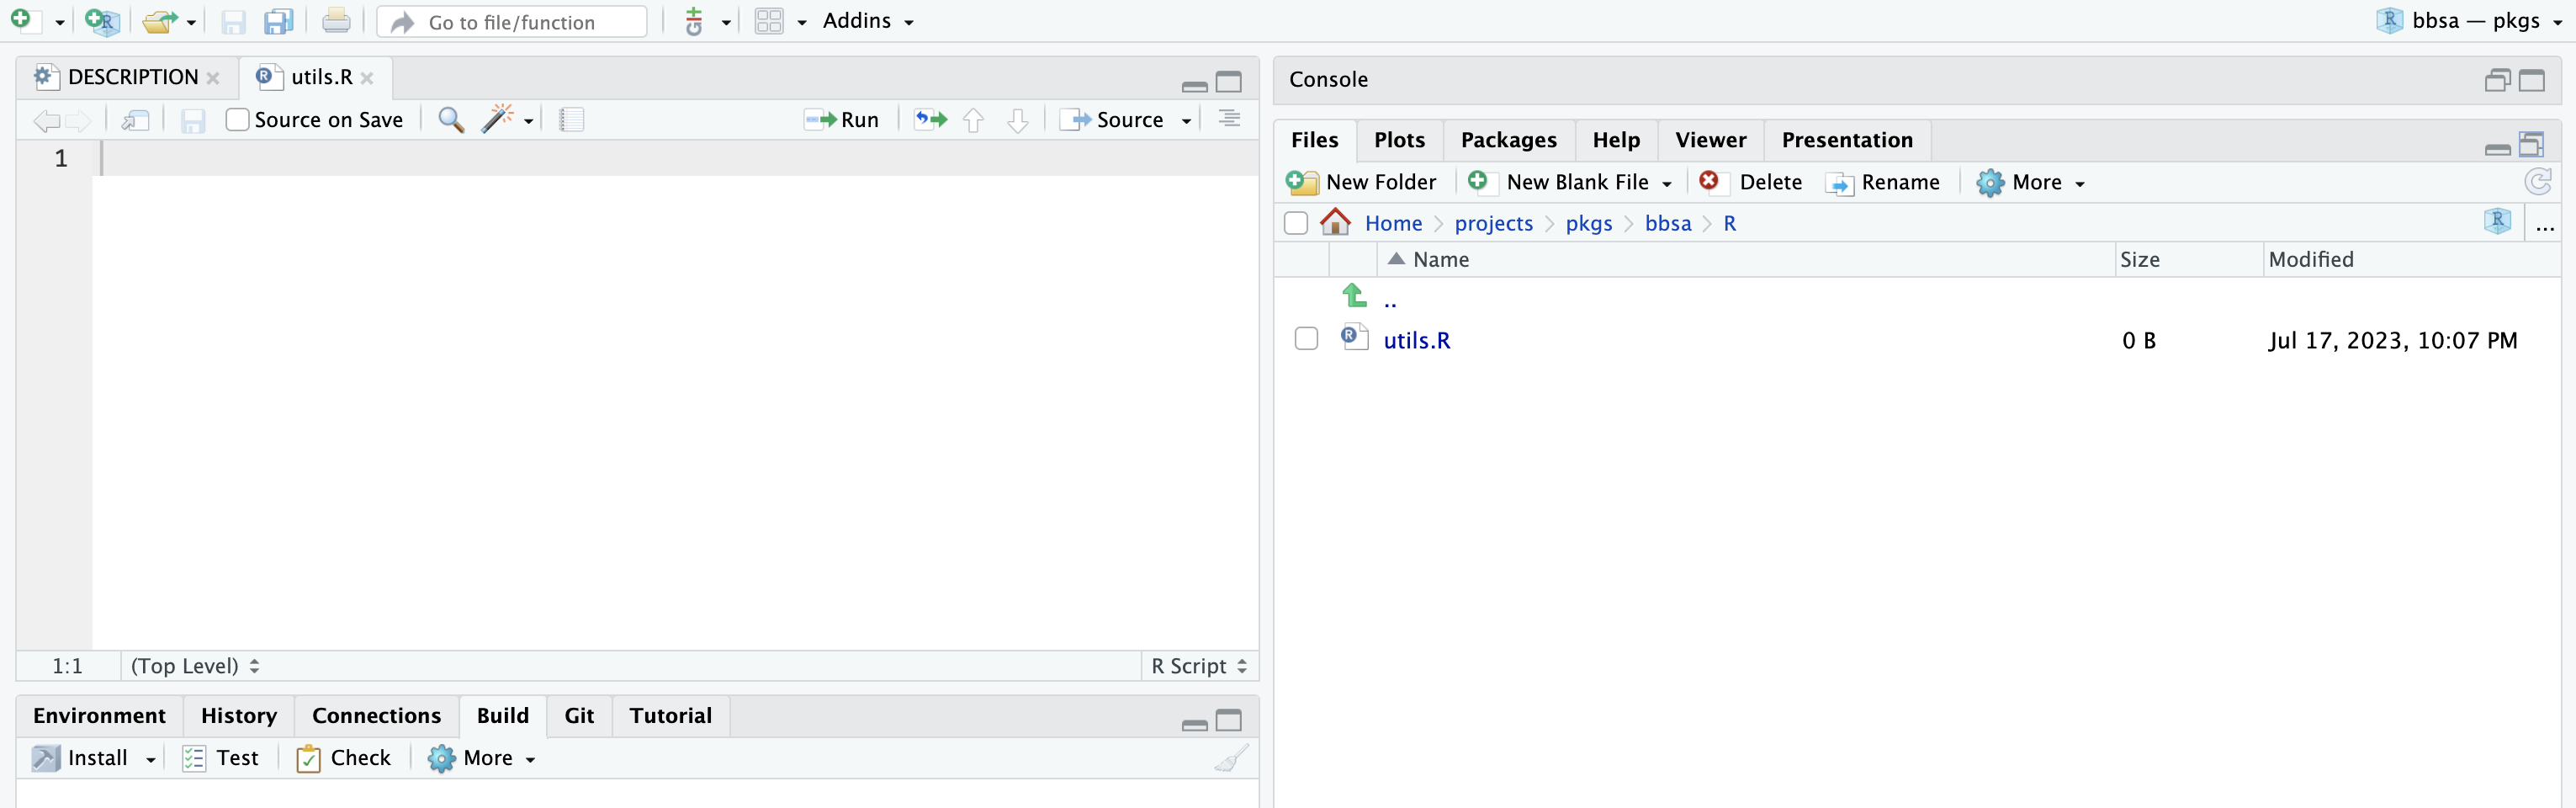 Go to file/function Addins bbsa — pkgs
DESCRIPTION utils.R
Source on Save Run Source
1
1:1 (Top Level) R Script
Environment History Connections Build Git Tutorial
Install Test Check More
Console
Files Plots Packages Help Viewer Presentation
New Folder New Blank File Delete Rename More
Home projects pkgs bbsa R ...
Name Size Modified
..
utils.R 0 B Jul 17, 2023, 10:07 PM